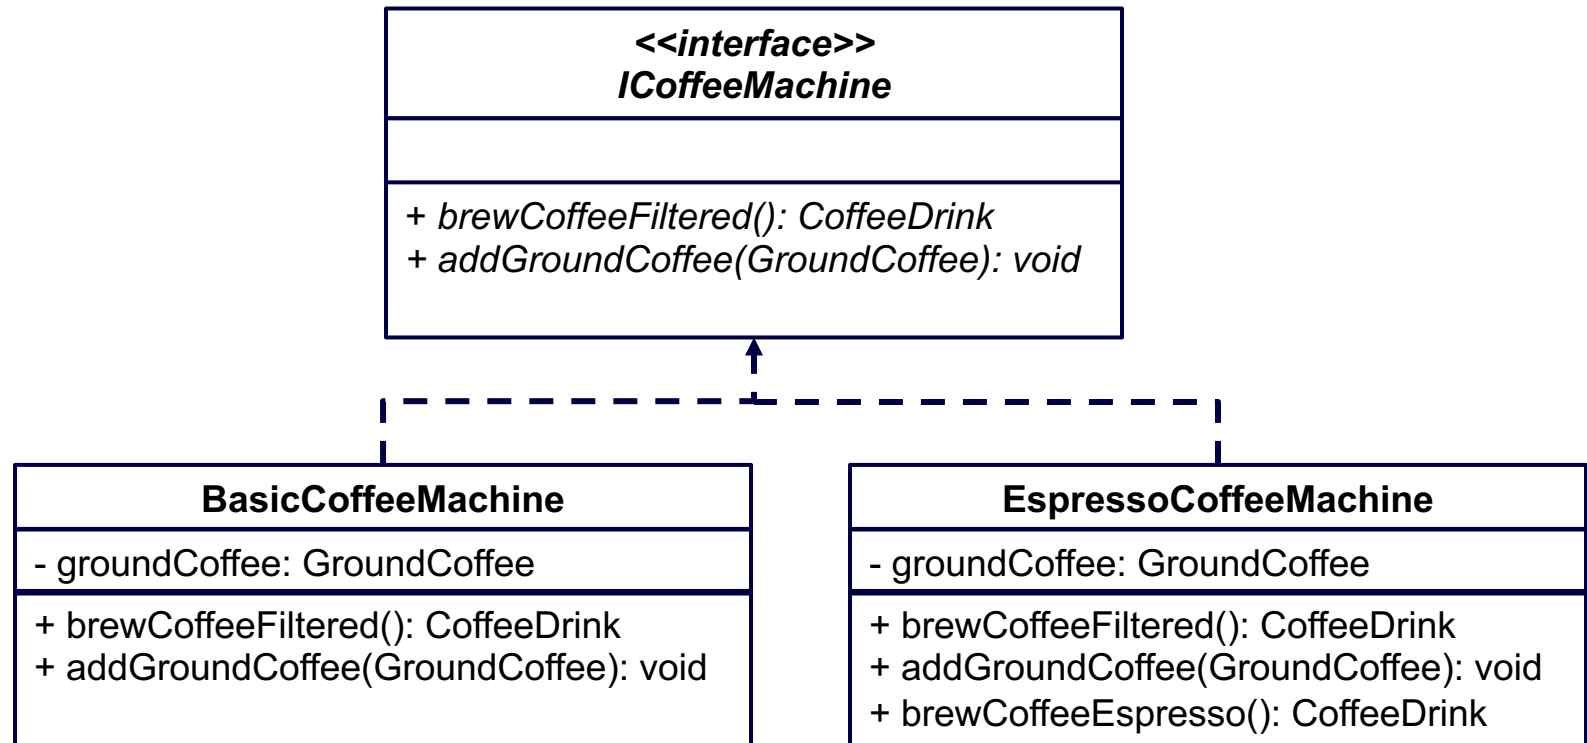 <<interface>>
ICoffeeMachine
+ brewCoffeeFiltered(): CoffeeDrink
+ addGroundCoffee(GroundCoffee): void
BasicCoffeeMachine
- groundCoffee: GroundCoffee
+ brewCoffeeFiltered(): CoffeeDrink
+ addGroundCoffee(GroundCoffee): void
EspressoCoffeeMachine
- groundCoffee: GroundCoffee
+ brewCoffeeFiltered(): CoffeeDrink
+ addGroundCoffee(GroundCoffee): void
+ brewCoffeeEspresso(): CoffeeDrink